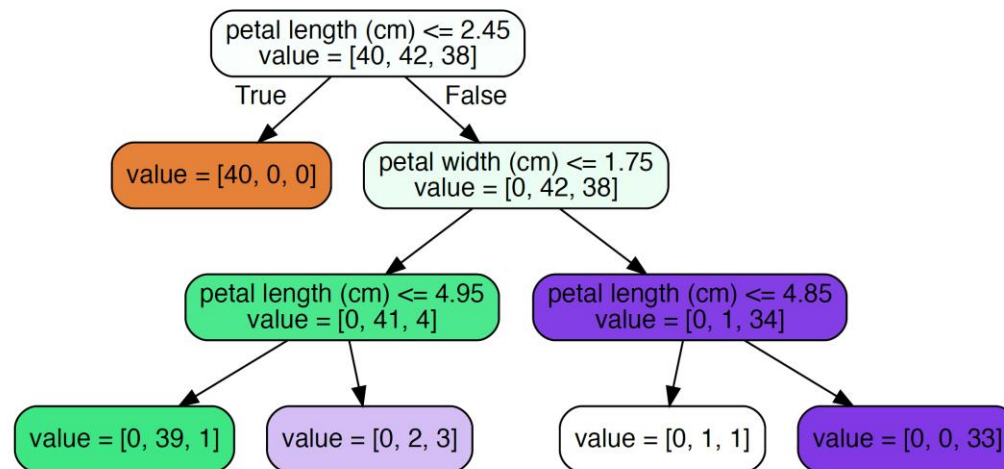 petal length (cm) <= 2.45
value = [40, 42, 38]
True
False
value = [40, 0, 0]
petal width (cm) <= 1.75
value = [0, 42, 38]
petal length (cm) <= 4.95
value = [0, 41, 4]
petal length (cm) <= 4.85
value = [0, 1, 34]
value = [0, 39, 1]
value = [0, 2, 3]
value = [0, 1, 1]
value = [0, 0, 33]